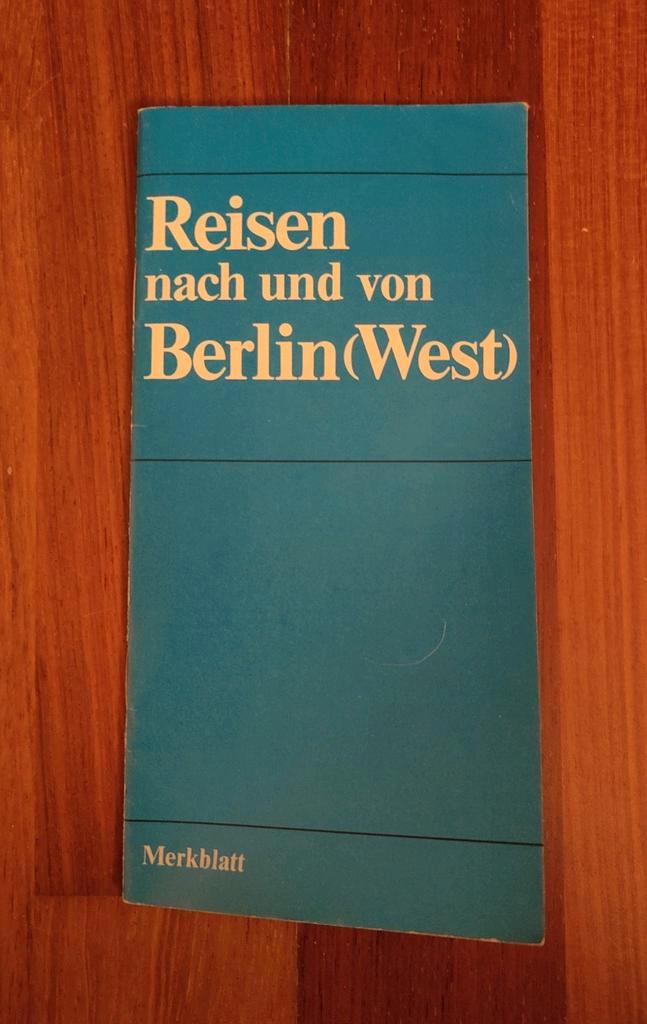 Reisen
nach und von
Berlin (West)
Merkblatt